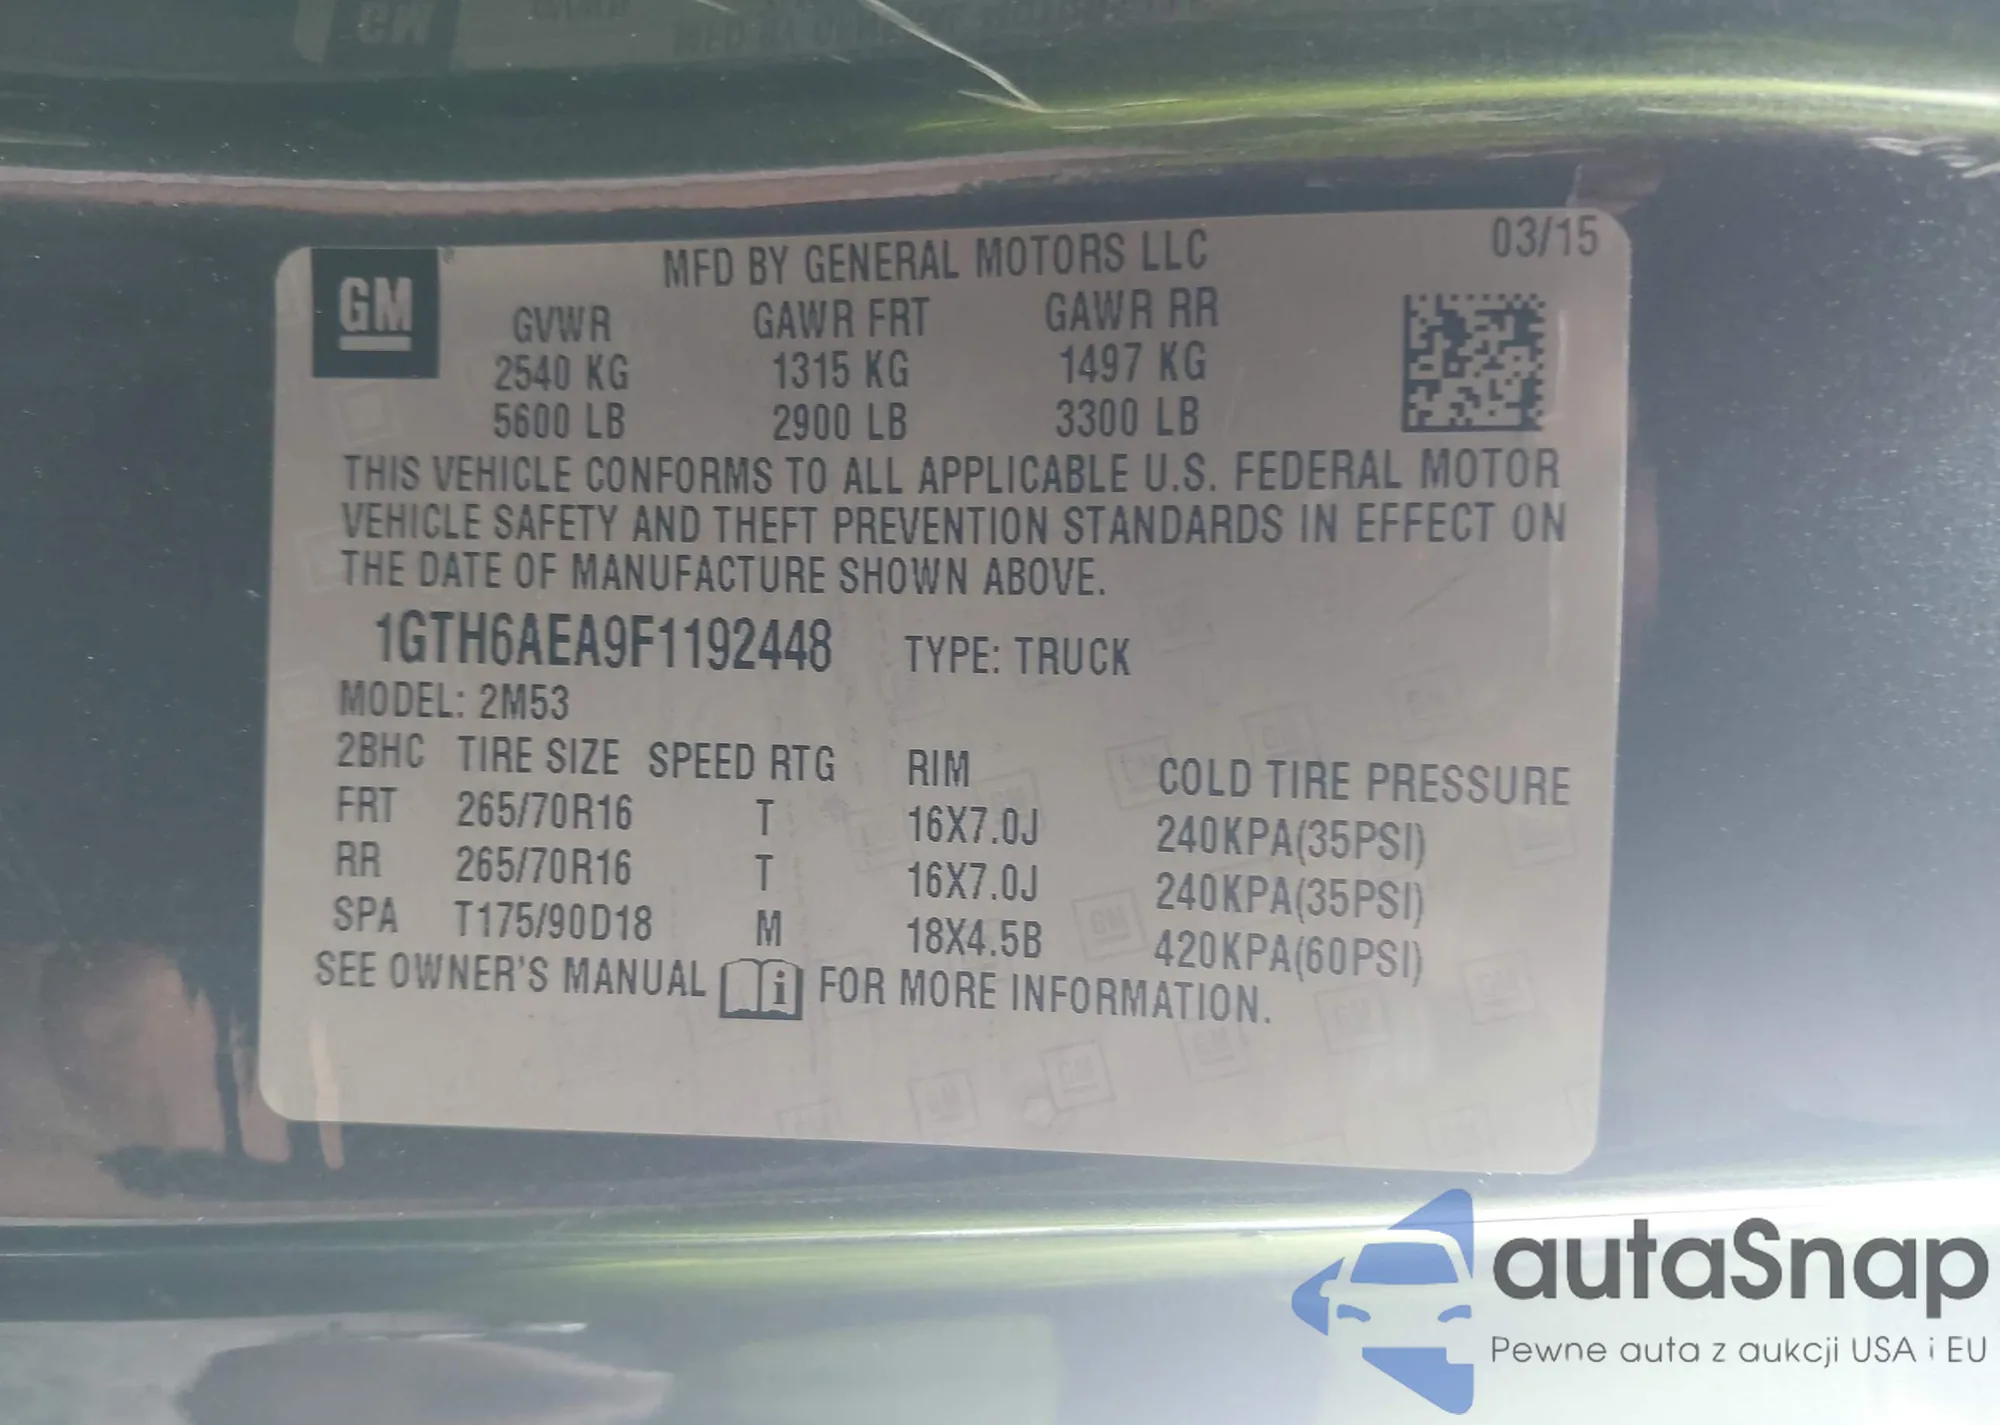 MFD BY GENERAL MOTORS LLC 03/15
GM
GVWR GAWR FRT GAWR RR
2540 KG 1315 KG 1497 KG
5600 LB 2900 LB 3300 LB
THIS VEHICLE CONFORMS TO ALL APPLICABLE U.S. FEDERAL MOTOR
VEHICLE SAFETY AND THEFT PREVENTION STANDARDS IN EFFECT ON
THE DATE OF MANUFACTURE SHOWN ABOVE.
1GTH6AEA9F1192448 TYPE: TRUCK
MODEL: 2M53
2BHC TIRE SIZE SPEED RTG RIM COLD TIRE PRESSURE
FRT 265/70R16 T 16X7.0J 240KPA(35PSI)
RR 265/70R16 T 16X7.0J 240KPA(35PSI)
SPA T175/90D18 M 18X4.5B 420KPA(60PSI)
SEE OWNER'S MANUAL i FOR MORE INFORMATION.
autaSnap
Pewne auta z aukcji USA i EU